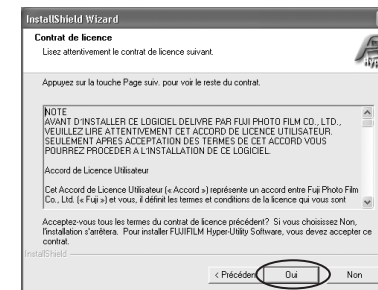 InstallShield Wizard
Contrat de licence
Lisez attentivement le contrat de licence suivant.
Appuyez sur la touche Page suiv. pour voir le reste du contrat.
NOTE
AVANT D'INSTALLER CE LOGICIEL DELIVRE PAR FUJI PHOTO FILM CO., LTD.,
VEUILLEZ LIRE ATTENTIVEMENT CET ACCORD DE LICENCE UTILISATEUR.
SEULEMENT APRES ACCEPTATION DES TERMES DE CET ACCORD VOUS
POURREZ PROCEDER A L'INSTALLATION DE CE LOGICIEL.
Accord de Licence Utilisateur
Cet Accord de Licence Utilisateur (« Accord ») représente un accord entre Fuji Photo Film
Co., Ltd. (« Fuji ») et vous, il définit les termes et conditions de la licence qui vous sont
Acceptez-vous tous les termes du contrat de licence précédent? Si vous choisissez Non,
l'installation s'arrêtera. Pour installer FUJIFILM Hyper-Utility Software, vous devez accepter ce
contrat.
InstallShield
< Précédent Oui Non